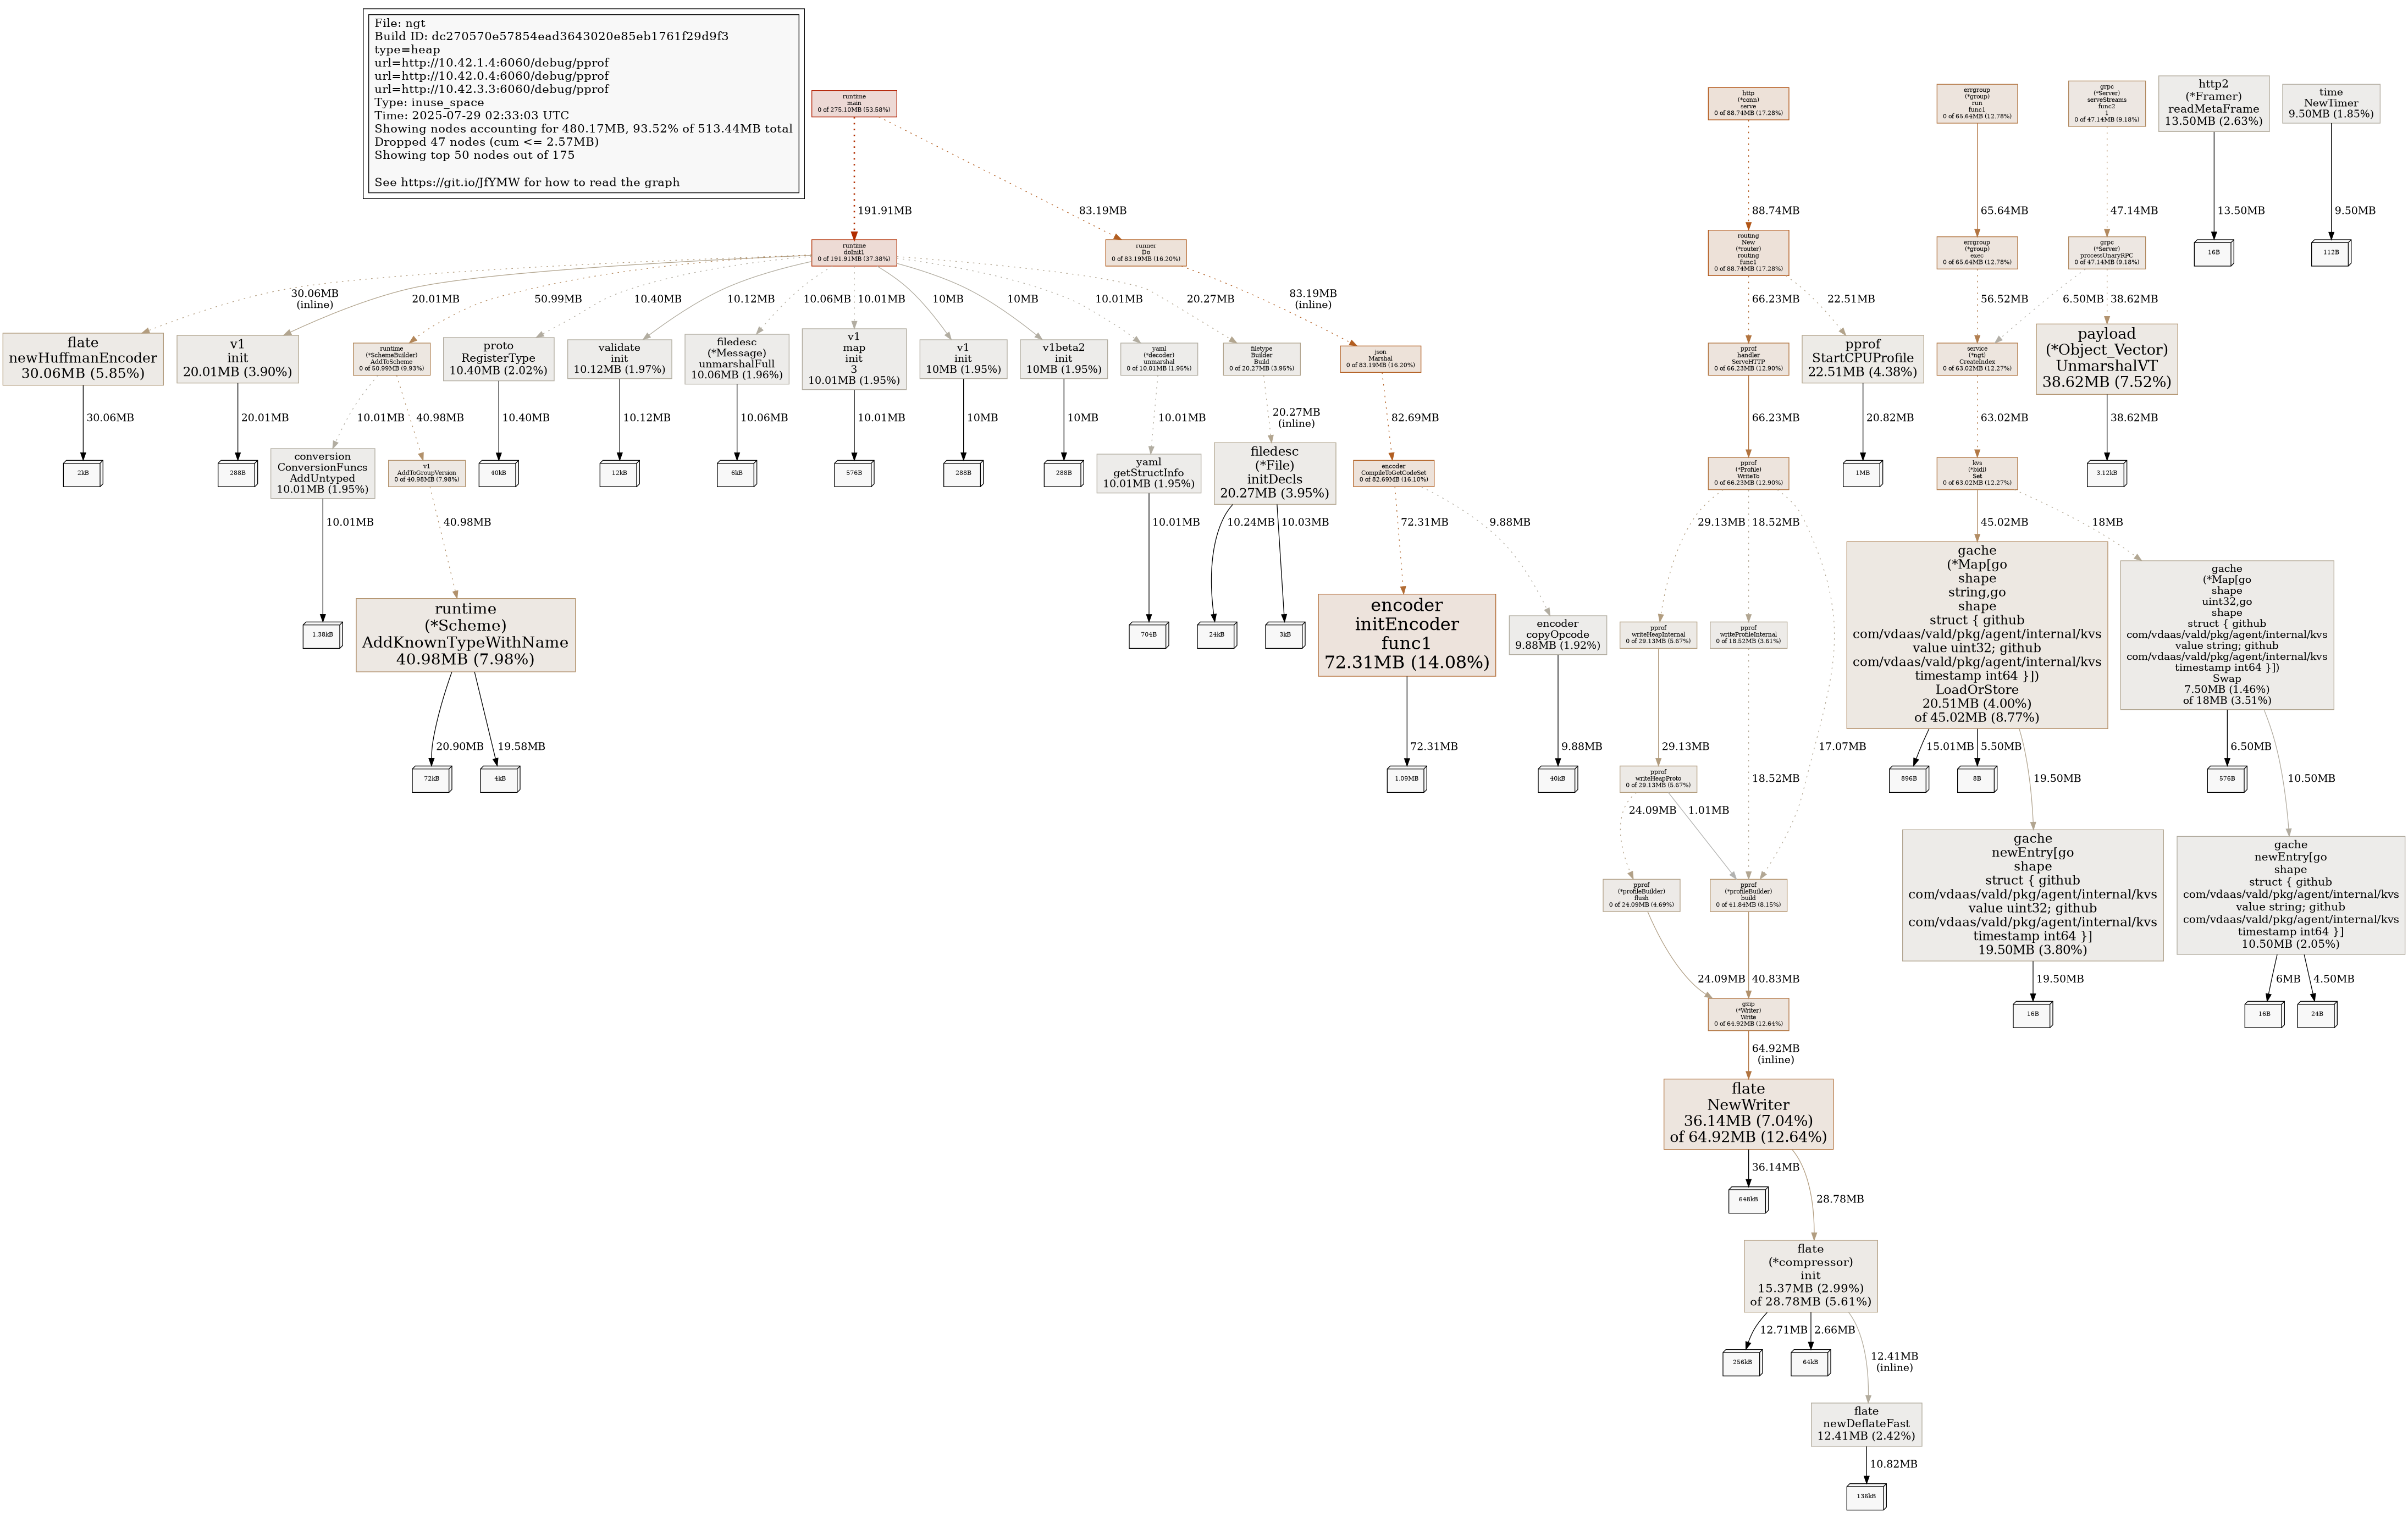 File: ngt
Build ID: dc270570e57854ead3643020e85eb1761f29d9f3
type=heap
url=http://10.42.1.4:6060/debug/pprof
url=http://10.42.0.4:6060/debug/pprof
url=http://10.42.3.3:6060/debug/pprof
Type: inuse_space
Time: 2025-07-29 02:33:03 UTC
Showing nodes accounting for 480.17MB, 93.52% of 513.44MB total
Dropped 47 nodes (cum <= 2.57MB)
Showing top 50 nodes out of 175
See https://git.io/JfYMW for how to read the graph
runtime
main
0 of 275.10MB (53.58%)
http
(*conn)
serve
0 of 88.74MB (17.28%)
errgroup
(*group)
run
func1
0 of 65.64MB (12.78%)
grpc
(*Server)
serveStreams
func2
1
0 of 47.14MB (9.18%)
http2
(*Framer)
readMetaFrame
13.50MB (2.63%)
time
NewTimer
9.50MB (1.85%)
191.91MB
83.19MB
88.74MB
65.64MB
47.14MB
13.50MB
9.50MB
runtime
doInit1
0 of 191.91MB (37.38%)
runner
Do
0 of 83.19MB (16.20%)
routing
New
(*router)
routing
func1
0 of 88.74MB (17.28%)
errgroup
(*group)
exec
0 of 65.64MB (12.78%)
grpc
(*Server)
processUnaryRPC
0 of 47.14MB (9.18%)
16B
112B
30.06MB
(inline)
20.01MB
50.99MB
10.40MB
10.12MB
10.06MB
10.01MB
10MB
10MB
10.01MB
20.27MB
83.19MB
(inline)
66.23MB
22.51MB
56.52MB
6.50MB
38.62MB
flate
newHuffmanEncoder
30.06MB (5.85%)
v1
init
20.01MB (3.90%)
runtime
(*SchemeBuilder)
AddToScheme
0 of 50.99MB (9.93%)
proto
RegisterType
10.40MB (2.02%)
validate
init
10.12MB (1.97%)
filedesc
(*Message)
unmarshalFull
10.06MB (1.96%)
v1
map
init
3
10.01MB (1.95%)
v1
init
10MB (1.95%)
v1beta2
init
10MB (1.95%)
yaml
(*decoder)
unmarshal
0 of 10.01MB (1.95%)
filetype
Builder
Build
0 of 20.27MB (3.95%)
json
Marshal
0 of 83.19MB (16.20%)
pprof
handler
ServeHTTP
0 of 66.23MB (12.90%)
pprof
StartCPUProfile
22.51MB (4.38%)
service
(*ngt)
CreateIndex
0 of 63.02MB (12.27%)
payload
(*Object_Vector)
UnmarshalVT
38.62MB (7.52%)
30.06MB
20.01MB
10.01MB
40.98MB
10.40MB
10.12MB
10.06MB
10.01MB
10MB
10MB
10.01MB
20.27MB
(inline)
82.69MB
66.23MB
20.82MB
63.02MB
38.62MB
2kB
288B
conversion
ConversionFuncs
AddUntyped
10.01MB (1.95%)
v1
AddToGroupVersion
0 of 40.98MB (7.98%)
40kB
12kB
6kB
576B
288B
288B
yaml
getStructInfo
10.01MB (1.95%)
filedesc
(*File)
initDecls
20.27MB (3.95%)
encoder
CompileToGetCodeSet
0 of 82.69MB (16.10%)
pprof
(*Profile)
WriteTo
0 of 66.23MB (12.90%)
1MB
kvs
(*bidi)
Set
0 of 63.02MB (12.27%)
3.12kB
10.01MB
40.98MB
10.01MB
10.24MB
10.03MB
72.31MB
9.88MB
29.13MB
18.52MB
45.02MB
18MB
1.38kB
runtime
(*Scheme)
AddKnownTypeWithName
40.98MB (7.98%)
704B
24kB
3kB
encoder
initEncoder
func1
72.31MB (14.08%)
encoder
copyOpcode
9.88MB (1.92%)
pprof
writeHeapInternal
0 of 29.13MB (5.67%)
pprof
writeProfileInternal
0 of 18.52MB (3.61%)
gache
(*Map[go
shape
string,go
shape
struct { github
com/vdaas/vald/pkg/agent/internal/kvs
value uint32; github
com/vdaas/vald/pkg/agent/internal/kvs
timestamp int64 }])
LoadOrStore
20.51MB (4.00%)
of 45.02MB (8.77%)
gache
(*Map[go
shape
uint32,go
shape
struct { github
com/vdaas/vald/pkg/agent/internal/kvs
value string; github
com/vdaas/vald/pkg/agent/internal/kvs
timestamp int64 }])
Swap
7.50MB (1.46%)
of 18MB (3.51%)
20.90MB
19.58MB
72.31MB
9.88MB
29.13MB
18.52MB
17.07MB
15.01MB
5.50MB
19.50MB
6.50MB
10.50MB
72kB
4kB
1.09MB
40kB
pprof
writeHeapProto
0 of 29.13MB (5.67%)
896B
8B
576B
24.09MB
1.01MB
pprof
(*profileBuilder)
flush
0 of 24.09MB (4.69%)
pprof
(*profileBuilder)
build
0 of 41.84MB (8.15%)
gache
newEntry[go
shape
struct { github
com/vdaas/vald/pkg/agent/internal/kvs
value uint32; github
com/vdaas/vald/pkg/agent/internal/kvs
timestamp int64 }]
19.50MB (3.80%)
gache
newEntry[go
shape
struct { github
com/vdaas/vald/pkg/agent/internal/kvs
value string; github
com/vdaas/vald/pkg/agent/internal/kvs
timestamp int64 }]
10.50MB (2.05%)
24.09MB
40.83MB
19.50MB
6MB
4.50MB
gzip
(*Writer)
Write
0 of 64.92MB (12.64%)
16B
16B
24B
64.92MB
(inline)
flate
NewWriter
36.14MB (7.04%)
of 64.92MB (12.64%)
36.14MB
28.78MB
648kB
flate
(*compressor)
init
15.37MB (2.99%)
of 28.78MB (5.61%)
12.71MB
2.66MB
12.41MB
(inline)
256kB
64kB
flate
newDeflateFast
12.41MB (2.42%)
10.82MB
136kB